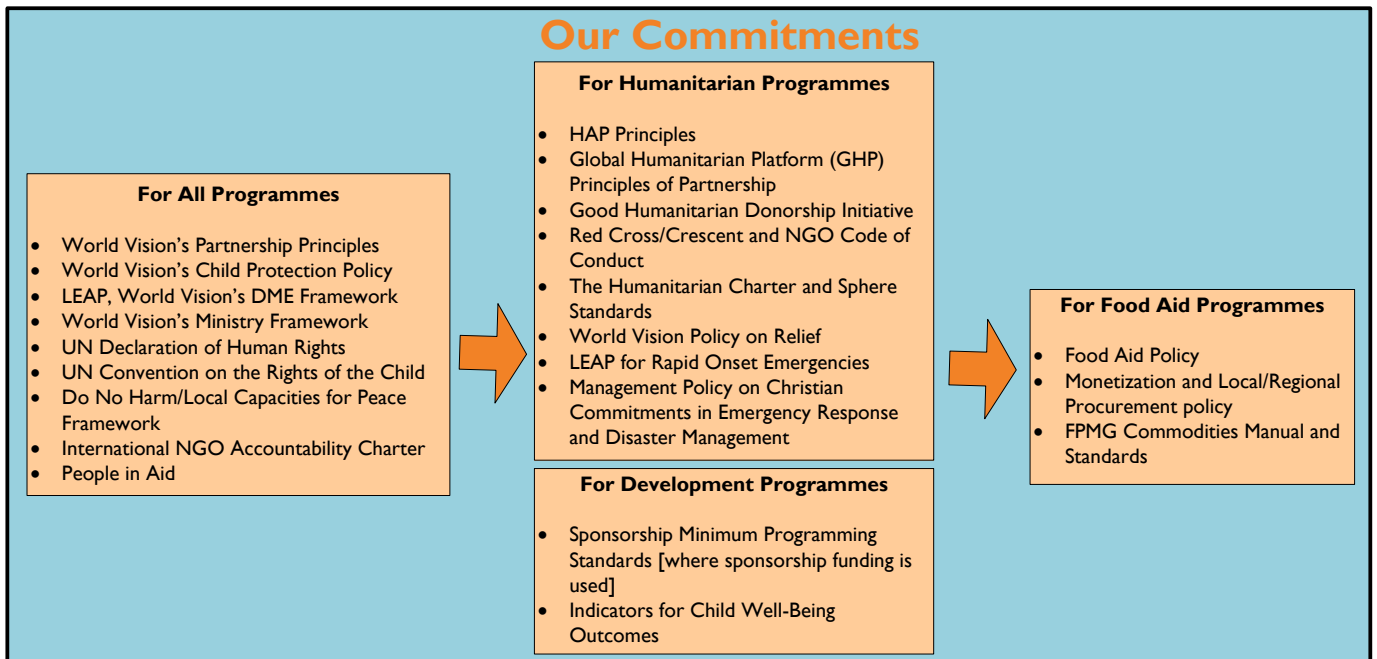 Our Commitments
For All Programmes
• World Vision's Partnership Principles
• World Vision's Child Protection Policy
• LEAP, World Vision's DME Framework
• World Vision's Ministry Framework
• UN Declaration of Human Rights
• UN Convention on the Rights of the Child
• Do No Harm/Local Capacities for Peace
Framework
• International NGO Accountability Charter
• People in Aid
For Humanitarian Programmes
• HAP Principles
• Global Humanitarian Platform (GHP)
Principles of Partnership
• Good Humanitarian Donorship Initiative
• Red Cross/Crescent and NGO Code of
Conduct
• The Humanitarian Charter and Sphere
Standards
• World Vision Policy on Relief
• LEAP for Rapid Onset Emergencies
• Management Policy on Christian
Commitments in Emergency Response
and Disaster Management
For Development Programmes
• Sponsorship Minimum Programming
Standards [where sponsorship funding is
used]
• Indicators for Child Well-Being
Outcomes
For Food Aid Programmes
• Food Aid Policy
• Monetization and Local/Regional
Procurement policy
• FPMG Commodities Manual and
Standards